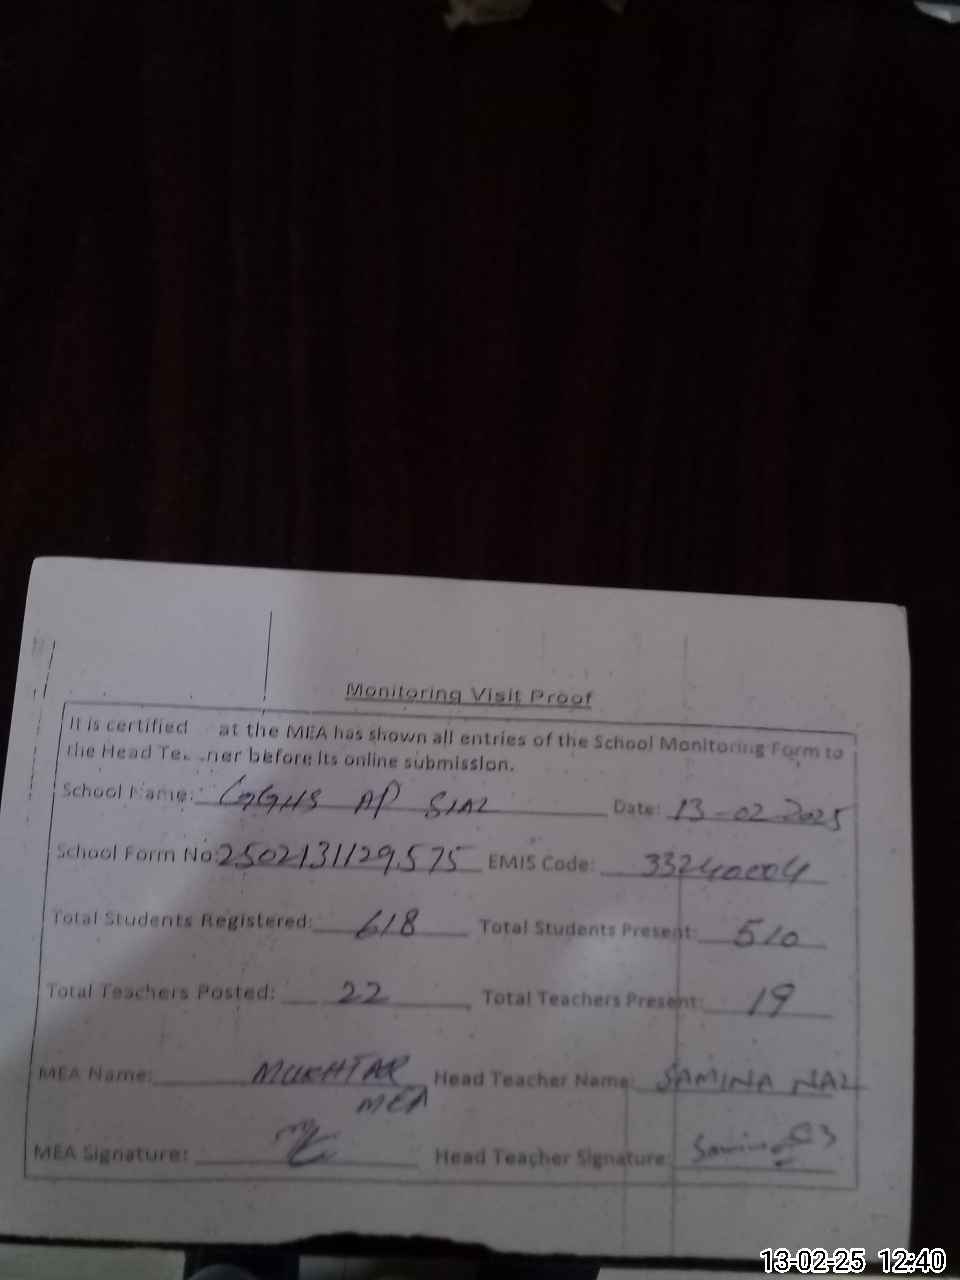 Monitoring Visit Proof
It is certified at the MEA has shown all entries of the School Monitoring Form to
the Head Te.. .ner before its online submission.
School Name: GGHS AP SIAL Date: 13-02-2025
School Form No: 2502131129575 EMIS Code: 33240004
Total Students Registered: 618 Total Students Present: 510
Total Teachers Posted: 22 Total Teachers Present: 19
MEA Name: MUKHTAR Head Teacher Name: SAMINA NAZ
MEA
MEA Signature: Head Teacher Signature: Samina
13-02-25 12:40